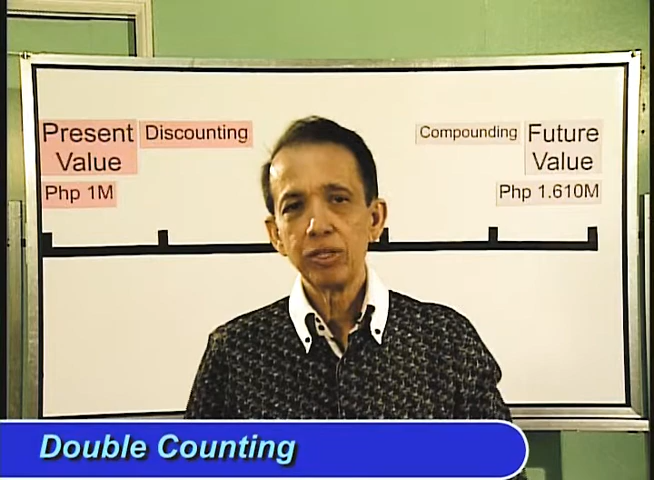 Present Value
Discounting
Php 1M
Compounding
Future Value
Php 1.610M
Double Counting